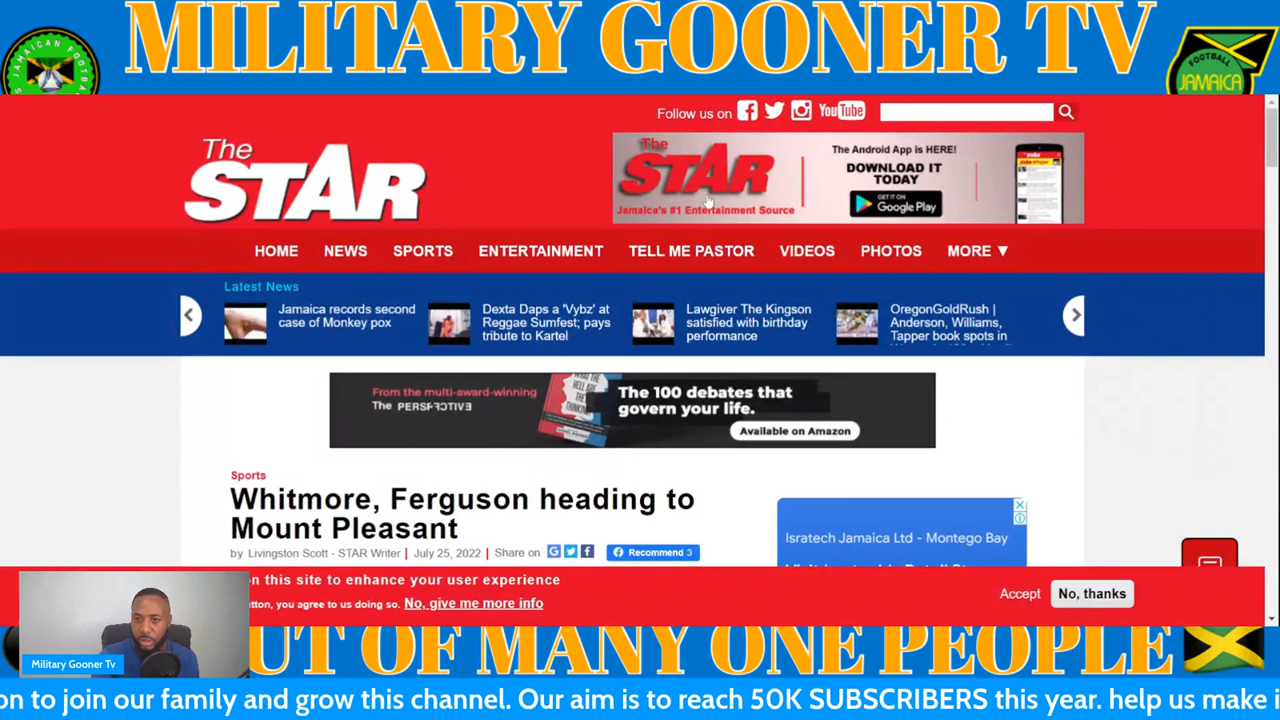 MILITARY GOONER TV
JAMAICAN FOOTBAL
FOOTBALL
JAMAICA
Follow us on
YouTube
The
STAR
The
STAR
Jamaica's #1 Entertainment Source
The Android App is HERE!
DOWNLOAD IT
TODAY
GET IT ON
Google Play
HOME NEWS SPORTS ENTERTAINMENT TELL ME PASTOR VIDEOS PHOTOS MORE ▼
Latest News
Jamaica records second
case of Monkey pox
Dexta Daps a 'Vybz' at
Reggae Sumfest; pays
tribute to Kartel
Lawgiver The Kingson
satisfied with birthday
performance
OregonGoldRush |
Anderson, Williams,
Tapper book spots in
From the multi-award-winning
The PERSPECTIVE
The 100 debates that
govern your life.
Available on Amazon
Sports
Whitmore, Ferguson heading to
Mount Pleasant
by Livingston Scott - STAR Writer | July 25, 2022 | Share on
Recommend 3
Isratech Jamaica Ltd - Montego Bay
on this site to enhance your user experience
utton, you agree to us doing so. No, give me more info
Accept
No, thanks
Military Gooner Tv
UT OF MANY ONE PEOPLE
on to join our family and grow this channel. Our aim is to reach 50K SUBSCRIBERS this year. help us make i